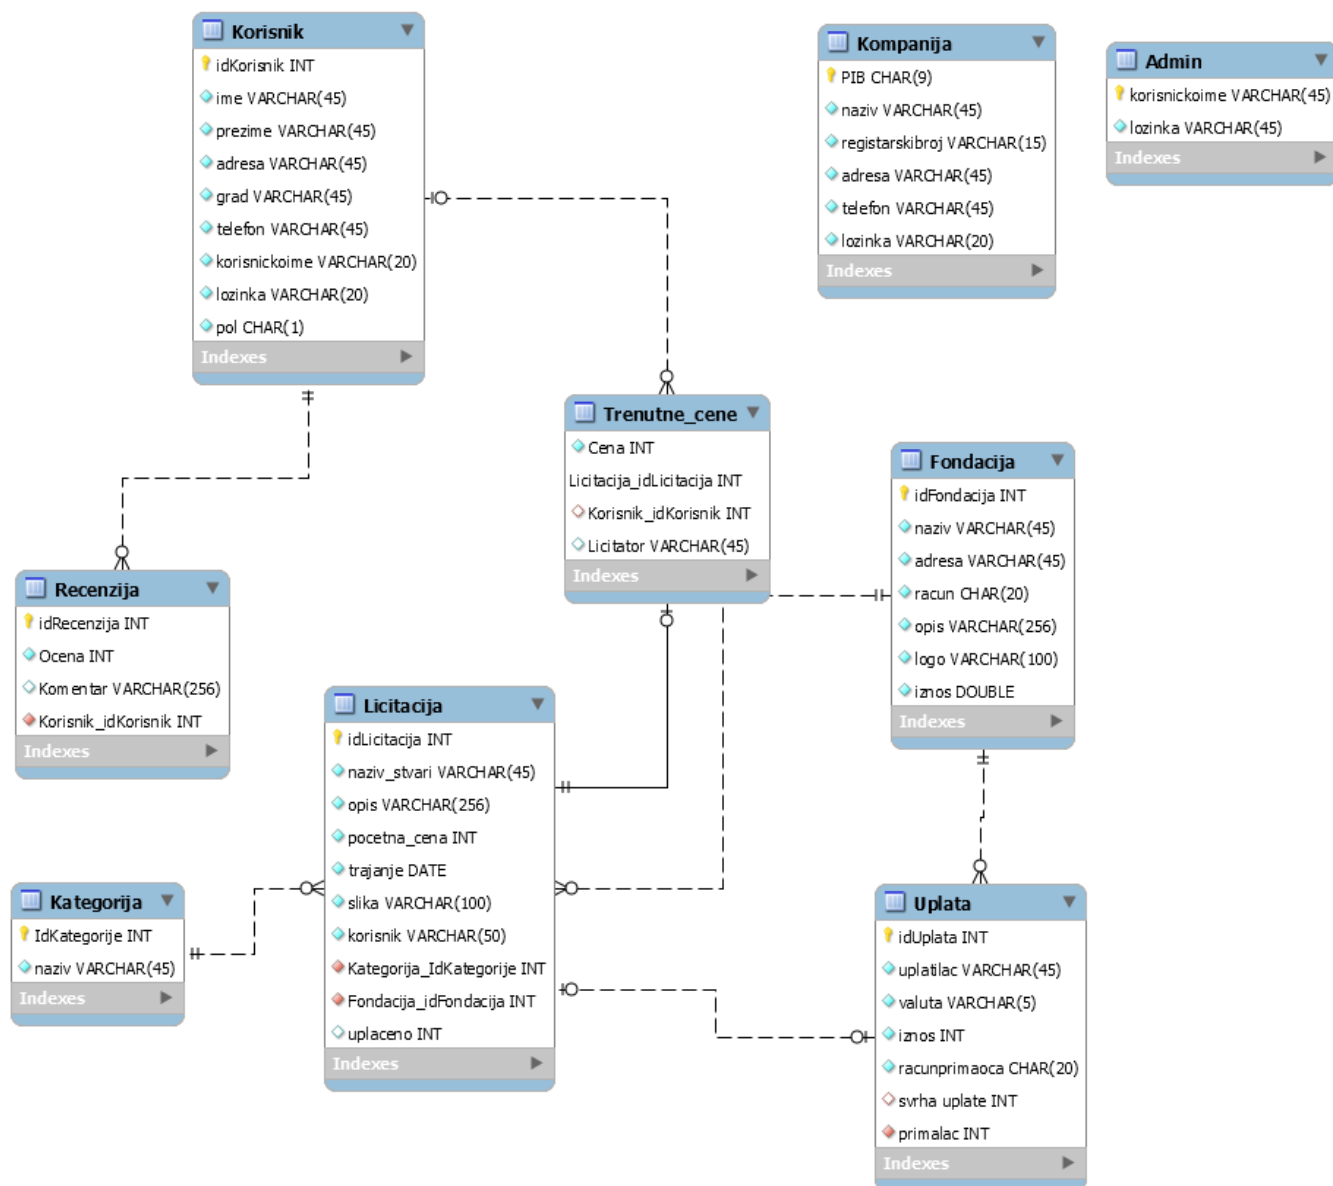 Korisnik
idKorisnik INT
ime VARCHAR(45)
prezime VARCHAR(45)
adresa VARCHAR(45)
grad VARCHAR(45)
telefon VARCHAR(45)
korisnickoime VARCHAR(20)
lozinka VARCHAR(20)
pol CHAR(1)
Indexes
Kompanija
PIB CHAR(9)
naziv VARCHAR(45)
registarskibroj VARCHAR(15)
adresa VARCHAR(45)
telefon VARCHAR(45)
lozinka VARCHAR(20)
Indexes
Admin
korisnickoime VARCHAR(45)
lozinka VARCHAR(45)
Indexes
Trenutne_cene
Cena INT
Licitacija_idLicitacija INT
Korisnik_idKorisnik INT
Licitator VARCHAR(45)
Indexes
Fondacija
idFondacija INT
naziv VARCHAR(45)
adresa VARCHAR(45)
racun CHAR(20)
opis VARCHAR(256)
logo VARCHAR(100)
iznos DOUBLE
Indexes
Recenzija
idRecenzija INT
Ocena INT
Komentar VARCHAR(256)
Korisnik_idKorisnik INT
Indexes
Licitacija
idLicitacija INT
naziv_stvari VARCHAR(45)
opis VARCHAR(256)
pocetna_cena INT
trajanje DATE
slika VARCHAR(100)
korisnik VARCHAR(50)
Kategorija_IdKategorije INT
Fondacija_idFondacija INT
uplaceno INT
Indexes
Kategorija
IdKategorije INT
naziv VARCHAR(45)
Indexes
Uplata
idUplata INT
uplatilac VARCHAR(45)
valuta VARCHAR(5)
iznos INT
racunprimaoca CHAR(20)
svrha uplate INT
primalac INT
Indexes